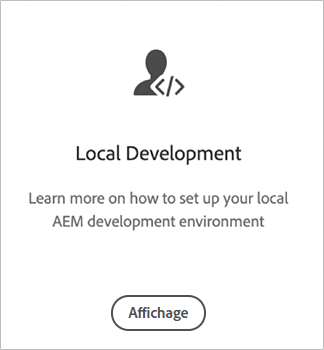 Local Development
Learn more on how to set up your local
AEM development environment
Affichage